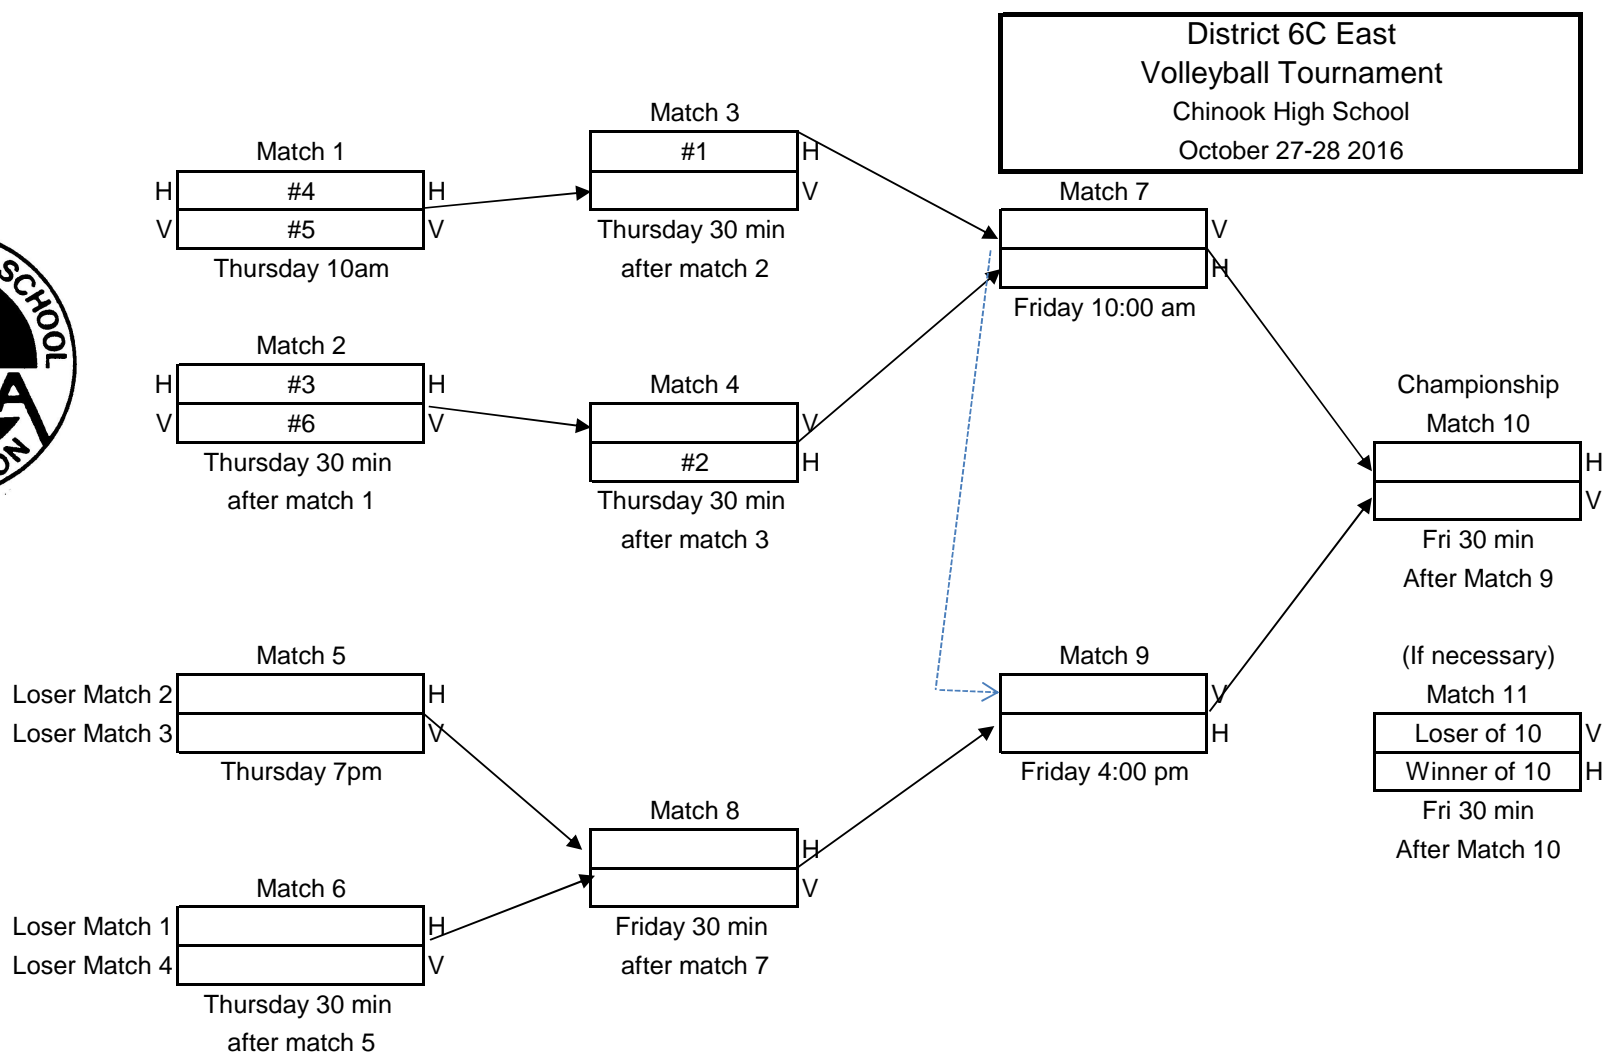 District 6C East
Volleyball Tournament
Chinook High School
October 27-28 2016
Match 1
H #4 H
V #5 V
Thursday 10am
Match 2
H #3 H
V #6 V
Thursday 30 min
after match 1
Match 3
#1 H
V
Thursday 30 min
after match 2
Match 4
V
#2 H
Thursday 30 min
after match 3
Match 7
V
H
Friday 10:00 am
Championship
Match 10
H
V
Fri 30 min
After Match 9
Match 5
Loser Match 2 H
Loser Match 3 V
Thursday 7pm
Match 6
Loser Match 1 H
Loser Match 4 V
Thursday 30 min
after match 5
Match 8
H
V
Friday 30 min
after match 7
Match 9
V
H
Friday 4:00 pm
(If necessary)
Match 11
Loser of 10 V
Winner of 10 H
Fri 30 min
After Match 10
SCHOOL